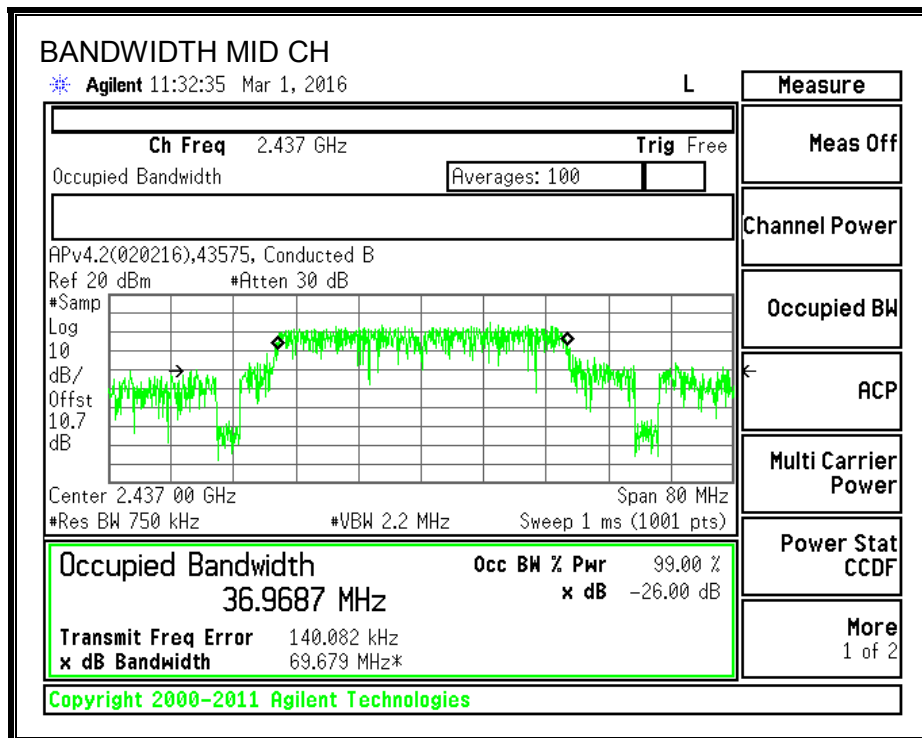 BANDWIDTH MID CH
Agilent 11:32:35 Mar 1, 2016 L
Ch Freq 2.437 GHz Trig Free
Occupied Bandwidth Averages: 100
APv4.2(020216),43575, Conducted B
Ref 20 dBm #Atten 30 dB
#Samp
Log
10
dB/
Offst
10.7
dB
Center 2.437 00 GHz Span 80 MHz
#Res BW 750 kHz #VBW 2.2 MHz Sweep 1 ms (1001 pts)
Occupied Bandwidth Occ BW % Pwr 99.00 %
36.9687 MHz x dB -26.00 dB
Transmit Freq Error 140.082 kHz
x dB Bandwidth 69.679 MHz*
Copyright 2000-2011 Agilent Technologies
Measure
Meas Off
Channel Power
Occupied BW
ACP
Multi Carrier
Power
Power Stat
CCDF
More
1 of 2